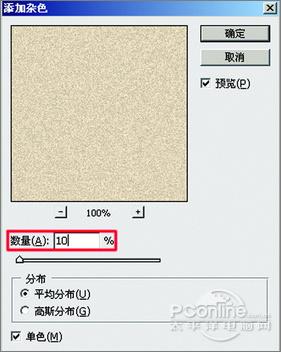 添加杂色
确定
取消
预览(P)
100%
数量(A): 10 %
分布
平均分布(U)
高斯分布(G)
单色(M)
PConline
太平洋电脑网